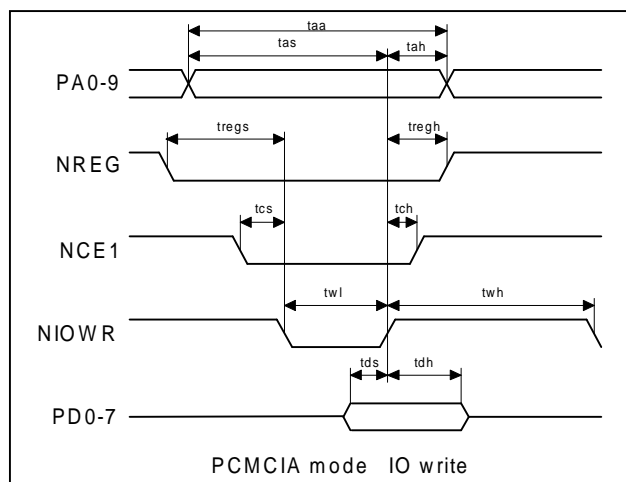 taa
tas tah
PA0-9
tregs tregh
NREG
tcs tch
NCE1
twl twh
NIOWR
tds tdh
PD0-7
PCMCIA mode IO write